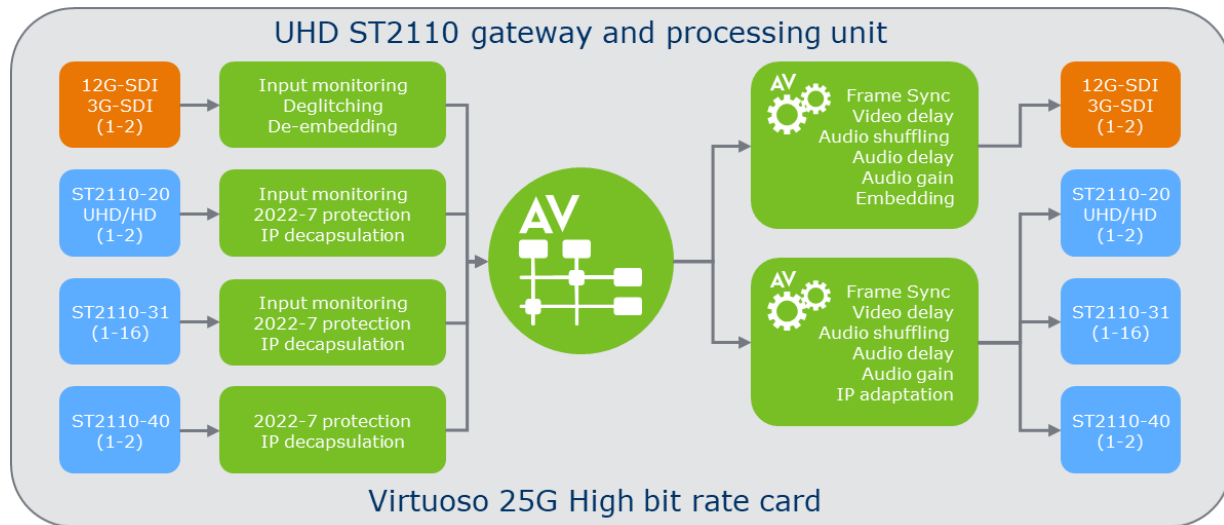 UHD ST2110 gateway and processing unit
12G-SDI
3G-SDI
(1-2)
Input monitoring
Deglitching
De-embedding
ST2110-20
UHD/HD
(1-2)
Input monitoring
2022-7 protection
IP decapsulation
ST2110-31
(1-16)
Input monitoring
2022-7 protection
IP decapsulation
ST2110-40
(1-2)
2022-7 protection
IP decapsulation
AV
AV
Frame Sync
Video delay
Audio shuffling
Audio delay
Audio gain
Embedding
AV
Frame Sync
Video delay
Audio shuffling
Audio delay
Audio gain
IP adaptation
12G-SDI
3G-SDI
(1-2)
ST2110-20
UHD/HD
(1-2)
ST2110-31
(1-16)
ST2110-40
(1-2)
Virtuoso 25G High bit rate card